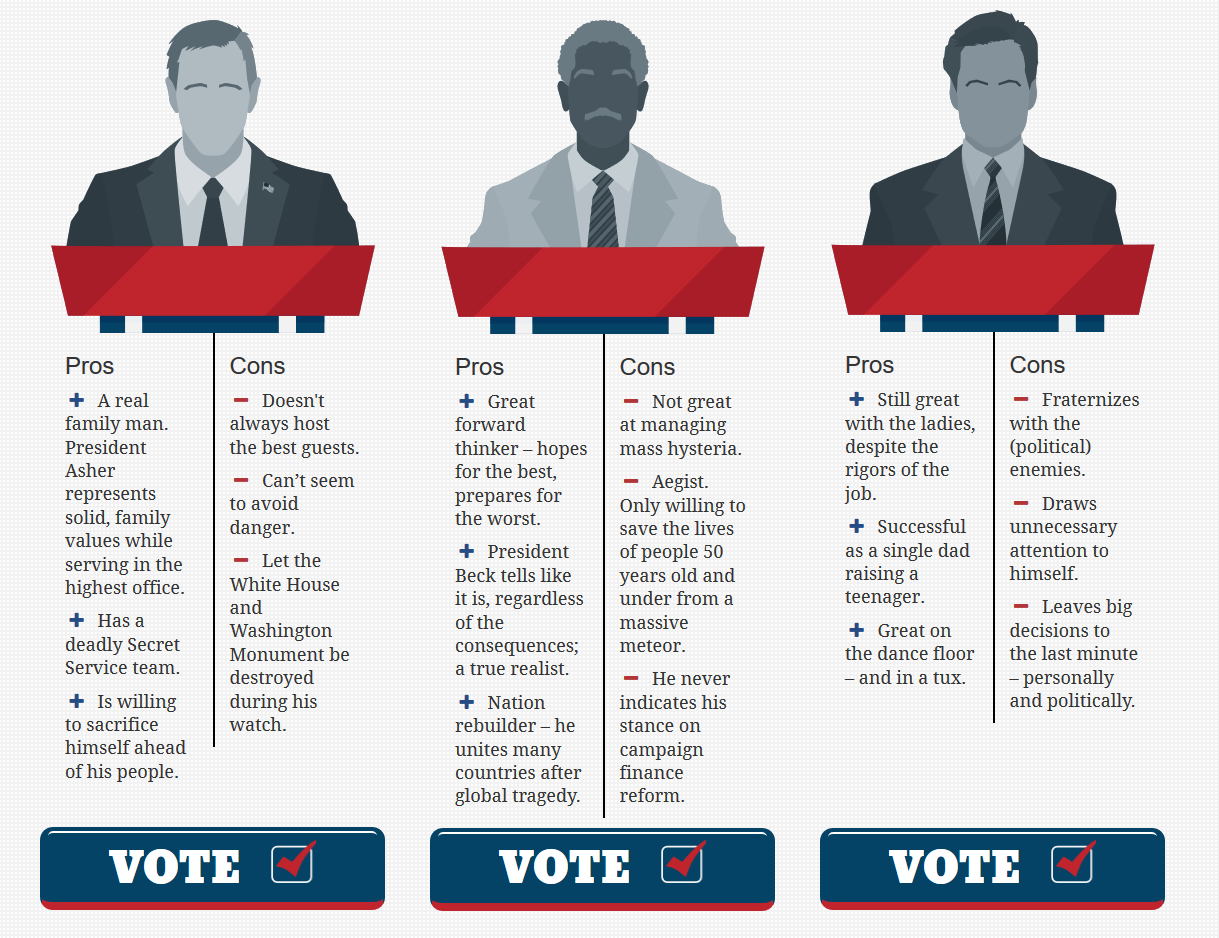 Pros
+ A real
family man.
President
Asher
represents
solid, family
values while
serving in the
highest office.
+ Has a
deadly Secret
Service team.
+ Is willing
to sacrifice
himself ahead
of his people.
Cons
− Doesn't
always host
the best guests.
− Can’t seem
to avoid
danger.
− Let the
White House
and
Washington
Monument be
destroyed
during his
watch.
VOTE
Pros
+ Great
forward
thinker – hopes
for the best,
prepares for
the worst.
+ President
Beck tells like
it is, regardless
of the
consequences;
a true realist.
+ Nation
rebuilder – he
unites many
countries after
global tragedy.
Cons
− Not great
at managing
mass hysteria.
− Aegist.
Only willing to
save the lives
of people 50
years old and
under from a
massive
meteor.
− He never
indicates his
stance on
campaign
finance
reform.
VOTE
Pros
+ Still great
with the ladies,
despite the
rigors of the
job.
+ Successful
as a single dad
raising a
teenager.
+ Great on
the dance floor
– and in a tux.
Cons
− Fraternizes
with the
(political)
enemies.
− Draws
unnecessary
attention to
himself.
− Leaves big
decisions to
the last minute
– personally
and politically.
VOTE